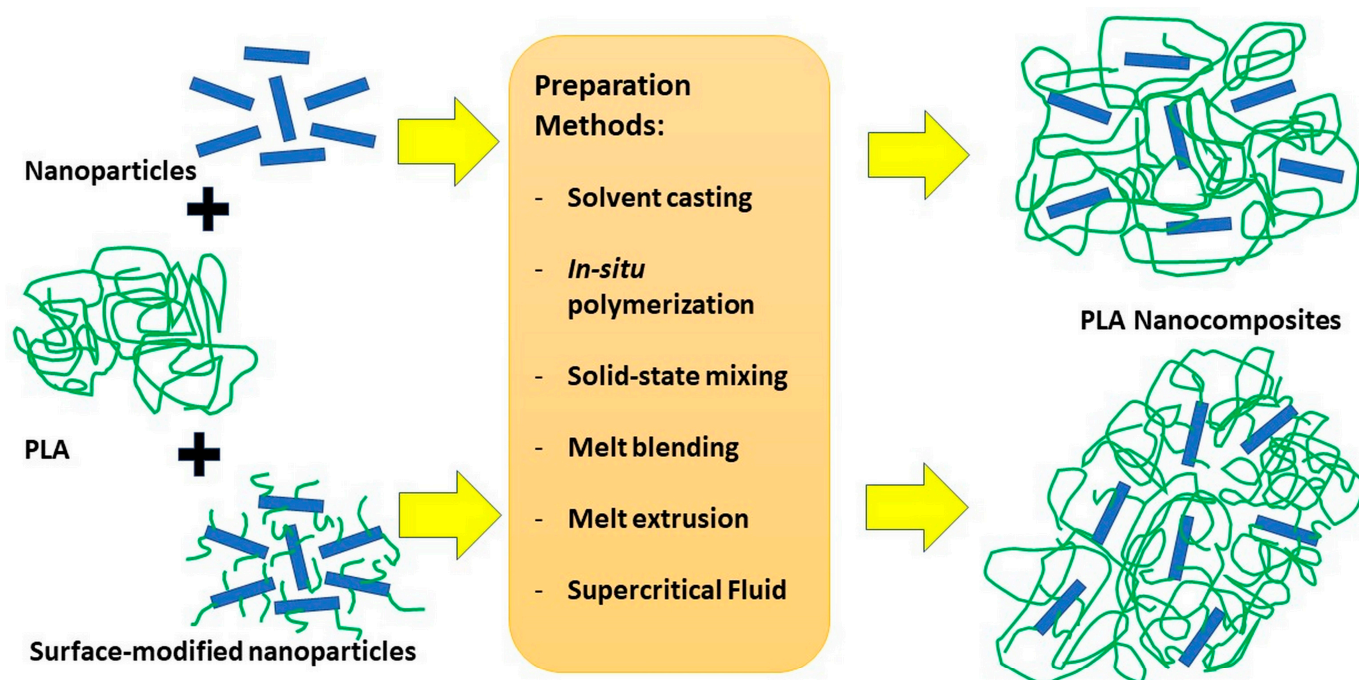 Nanoparticles
PLA
Surface-modified nanoparticles
Preparation
Methods:
- Solvent casting
- In-situ
polymerization
- Solid-state mixing
- Melt blending
- Melt extrusion
- Supercritical Fluid
PLA Nanocomposites